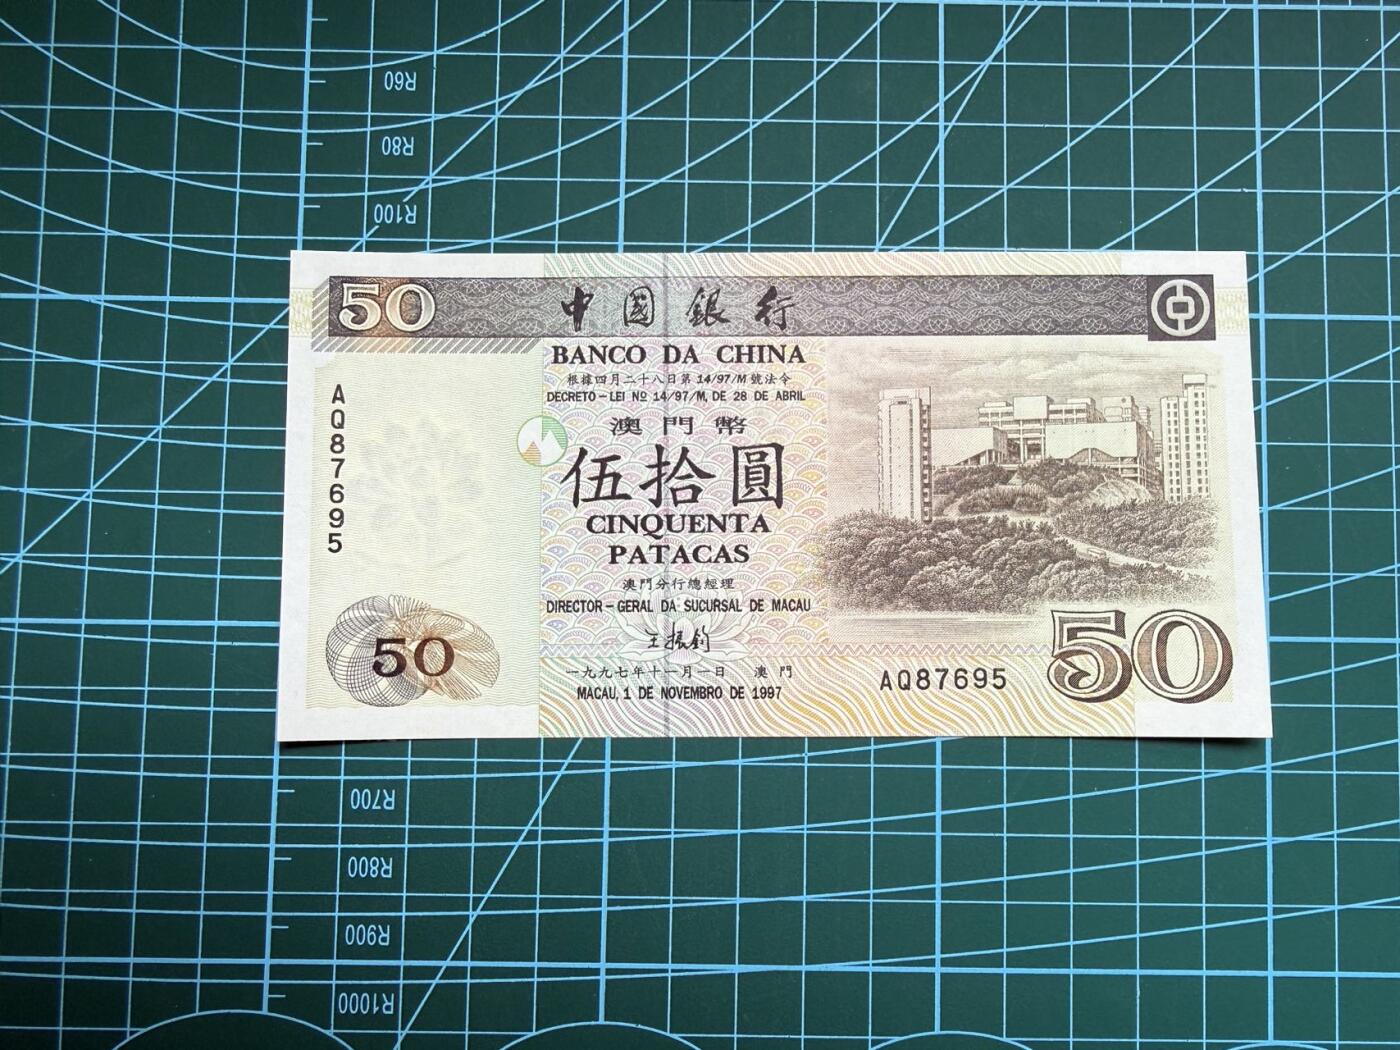 R60
R80
R100
50
中國銀行
BANCO DA CHINA
根據四月二十八日第 14/97/M 號法令
DECRETO-LEI Nº 14/97/M, DE 28 DE ABRIL
澳門幣
伍拾圓
CINQUENTA
PATACAS
澳門分行總經理
DIRECTOR-GERAL DA SUCURSAL DE MACAU
王振鈞
一九九七年十一月一日 澳門
MACAU, 1 DE NOVEMBRO DE 1997
AQ87695
50
AQ87695
50
R700
R800
R900
R1000